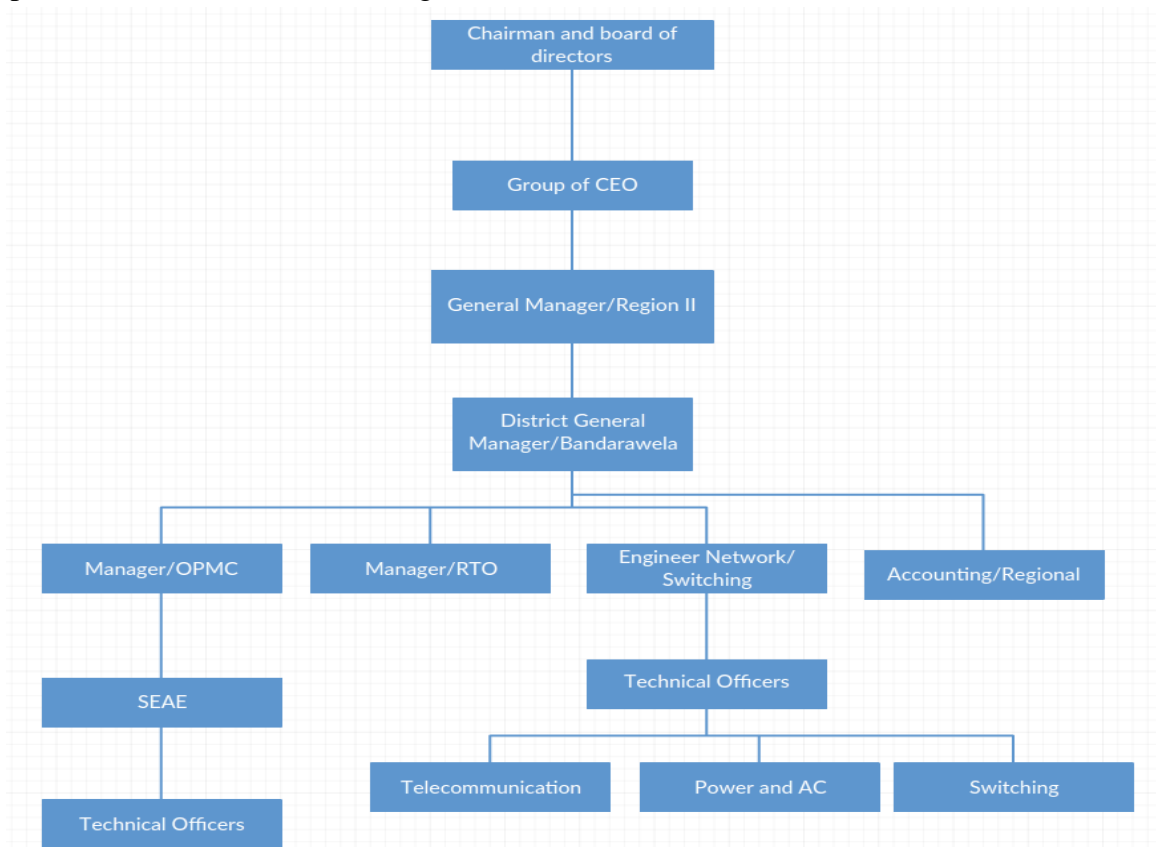 Chairman and board of
directors
Group of CEO
General Manager/Region II
District General
Manager/Bandarawela
Manager/OPMC
Manager/RTO
Engineer Network/
Switching
Accounting/Regional
SEAE
Technical Officers
Technical Officers
Telecommunication
Power and AC
Switching